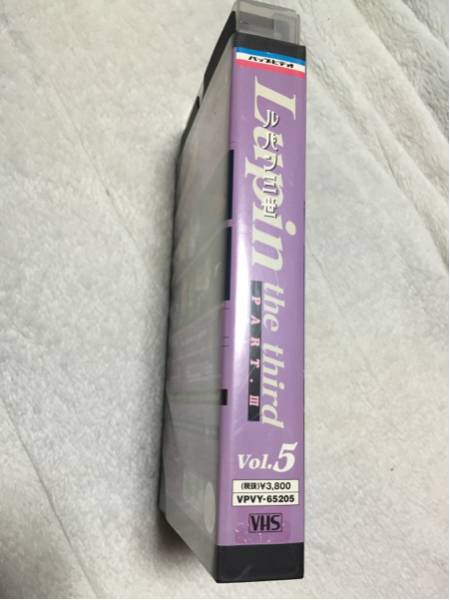 バップビデオ
Lupin the third
ルパン三世
PART.III
Vol.5
(税抜)¥3,800
VPVY-65205
VHS